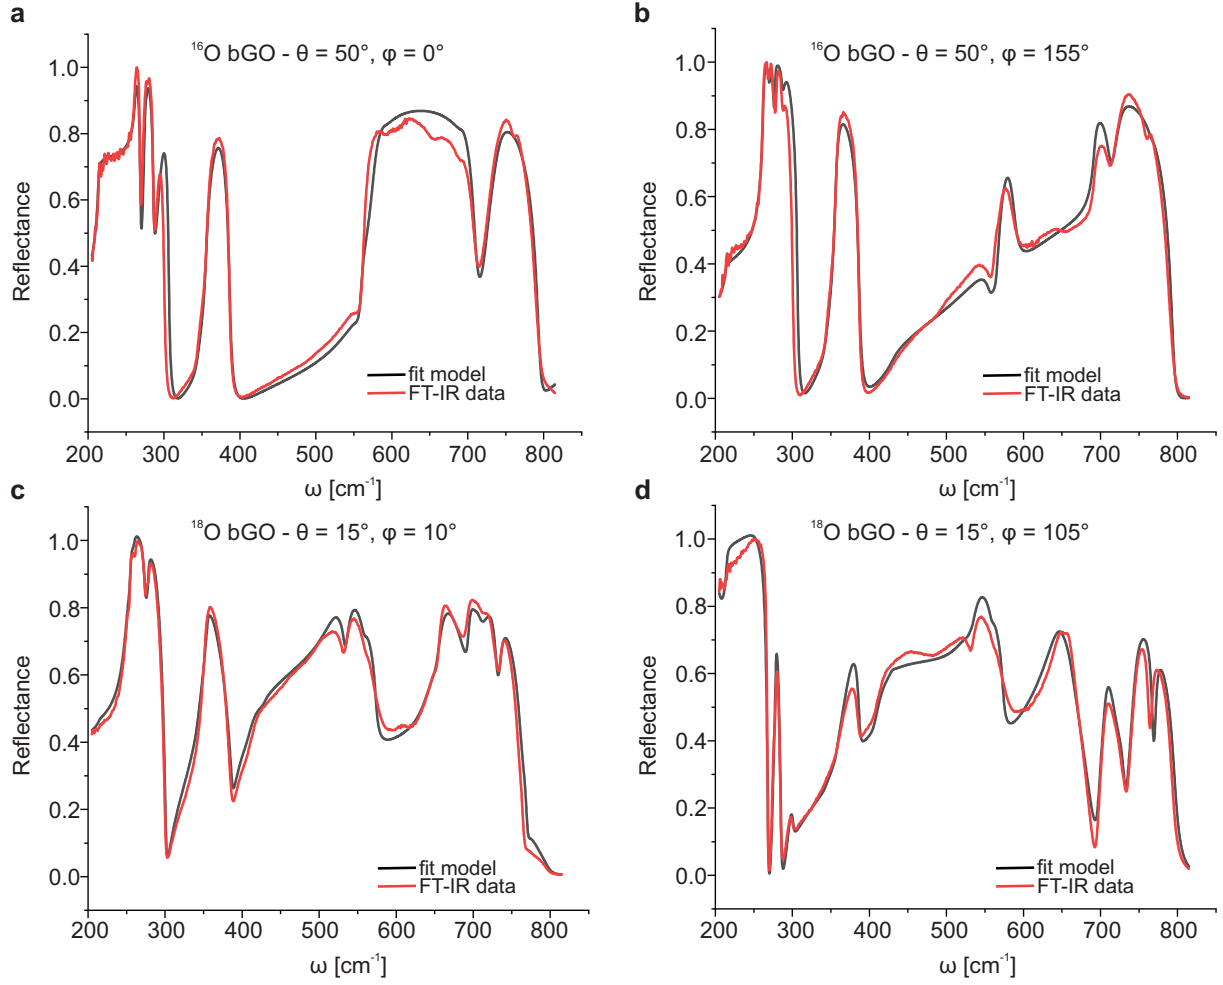 a
¹⁶O bGO - θ = 50°, φ = 0°
1.0
0.8
0.6
0.4
0.2
0.0
Reflectance
fit model
FT-IR data
200 300 400 500 600 700 800
ω [cm⁻¹]
b
¹⁶O bGO - θ = 50°, φ = 155°
1.0
0.8
0.6
0.4
0.2
0.0
Reflectance
fit model
FT-IR data
200 300 400 500 600 700 800
ω [cm⁻¹]
c
¹⁸O bGO - θ = 15°, φ = 10°
1.0
0.8
0.6
0.4
0.2
0.0
Reflectance
fit model
FT-IR data
200 300 400 500 600 700 800
ω [cm⁻¹]
d
¹⁸O bGO - θ = 15°, φ = 105°
1.0
0.8
0.6
0.4
0.2
0.0
Reflectance
fit model
FT-IR data
200 300 400 500 600 700 800
ω [cm⁻¹]